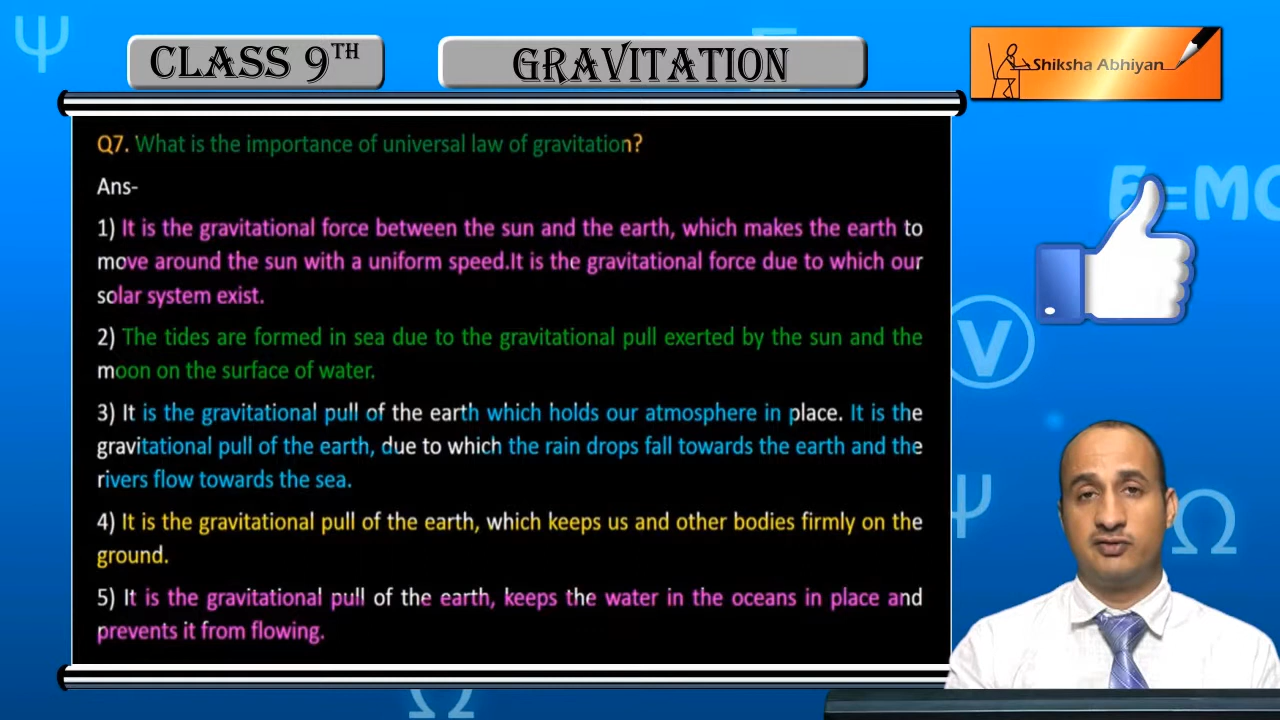 CLASS 9TH
GRAVITATION
Shiksha Abhiyan
Q7. What is the importance of universal law of gravitation?
Ans-
1) It is the gravitational force between the sun and the earth, which makes the earth to
move around the sun with a uniform speed.It is the gravitational force due to which our
solar system exist.
2) The tides are formed in sea due to the gravitational pull exerted by the sun and the
moon on the surface of water.
3) It is the gravitational pull of the earth which holds our atmosphere in place. It is the
gravitational pull of the earth, due to which the rain drops fall towards the earth and the
rivers flow towards the sea.
4) It is the gravitational pull of the earth, which keeps us and other bodies firmly on the
ground.
5) It is the gravitational pull of the earth, keeps the water in the oceans in place and
prevents it from flowing.
Ψ
E=MC
V
Ψ
Ω
Ω